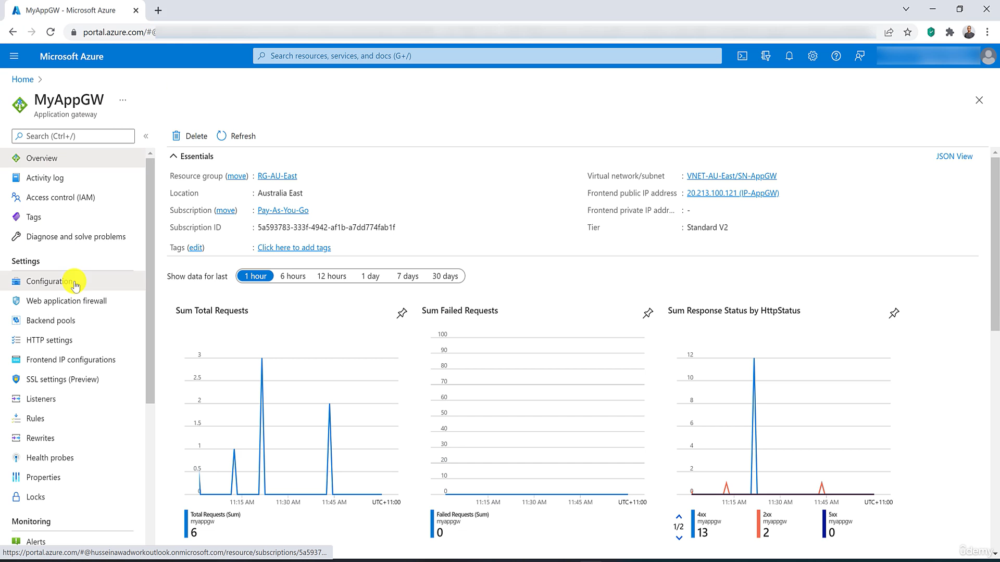 MyAppGW - Microsoft Azure
portal.azure.com/#@
Microsoft Azure
Search resources, services, and docs (G+/)
Home
MyAppGW
Application gateway
Search (Ctrl+/)
Delete
Refresh
Overview
Activity log
Access control (IAM)
Tags
Diagnose and solve problems
Settings
Configuration
Web application firewall
Backend pools
HTTP settings
Frontend IP configurations
SSL settings (Preview)
Listeners
Rules
Rewrites
Health probes
Properties
Locks
Monitoring
Alerts
Essentials
JSON View
Resource group (move) : RG-AU-East
Location : Australia East
Subscription (move) : Pay-As-You-Go
Subscription ID : 5a593783-333f-4942-af1b-a7dd774fab1f
Tags (edit) : Click here to add tags
Virtual network/subnet : VNET-AU-East/SN-AppGW
Frontend public IP address : 20.213.100.121 (IP-AppGW)
Frontend private IP addr... : -
Tier : Standard V2
Show data for last 1 hour 6 hours 12 hours 1 day 7 days 30 days
Sum Total Requests
3
2.5
2
1.5
1
0.5
0
11:15 AM 11:30 AM 11:45 AM UTC+11:00
Total Requests (Sum)
myappgw
6
Sum Failed Requests
100
90
80
70
60
50
40
30
20
10
0
11:15 AM 11:30 AM 11:45 AM UTC+11:00
Failed Requests (Sum)
myappgw
0
Sum Response Status by HttpStatus
12
10
8
6
4
2
0
11:15 AM 11:30 AM 11:45 AM UTC+11:00
1/2
4xx
myappgw
13
2xx
myappgw
2
5xx
myappgw
0
https://portal.azure.com/#@husseinawadworkoutlook.onmicrosoft.com/resource/subscriptions/5a5937...
ûdemy